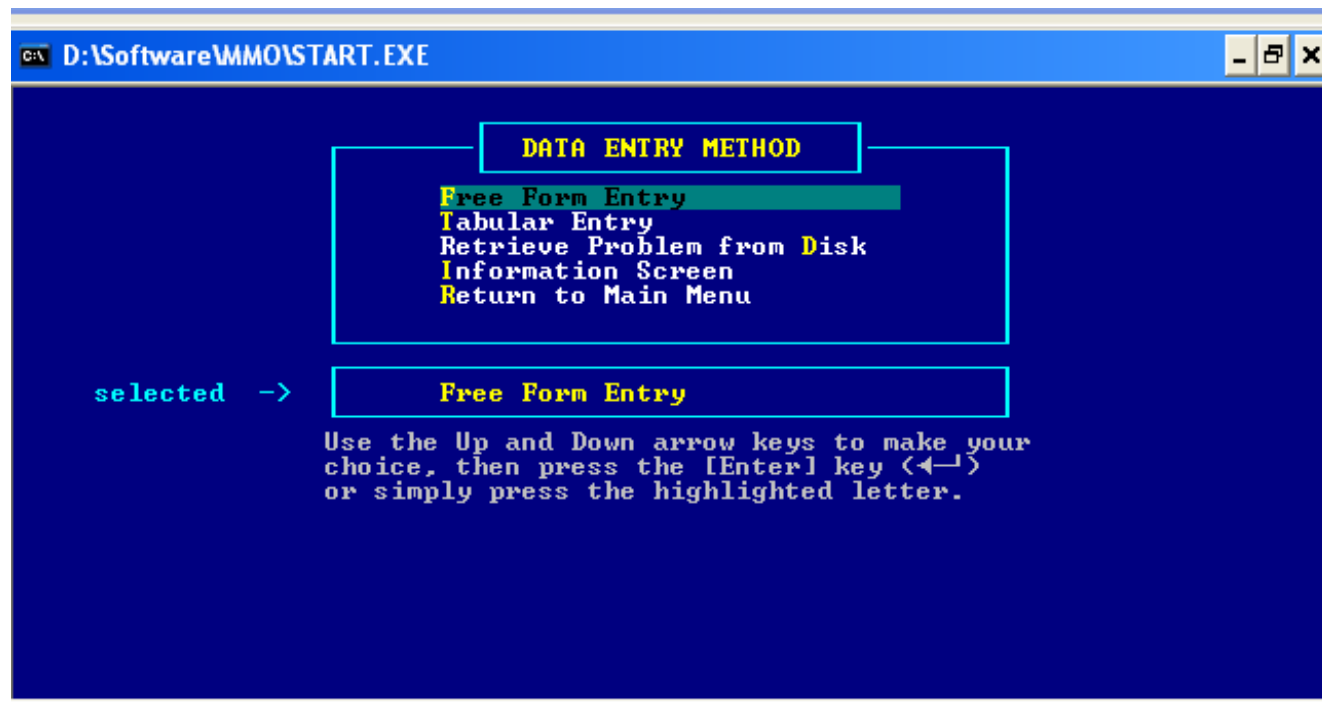 D:\Software\MMO\START.EXE
DATA ENTRY METHOD
Free Form Entry
Tabular Entry
Retrieve Problem from Disk
Information Screen
Return to Main Menu
selected -> Free Form Entry
Use the Up and Down arrow keys to make your
choice, then press the [Enter] key (◄─┘)
or simply press the highlighted letter.